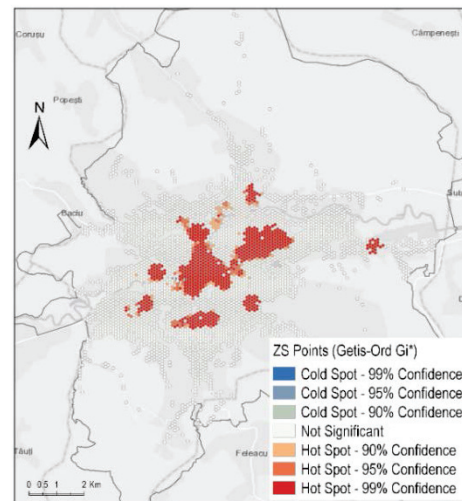 Corușu
Câmpenești
Popești
N
Baciu
ZS Points (Getis-Ord Gi*)
Cold Spot - 99% Confidence
Cold Spot - 95% Confidence
Cold Spot - 90% Confidence
Not Significant
Hot Spot - 90% Confidence
Hot Spot - 95% Confidence
Hot Spot - 99% Confidence
Tăuți
Feleacu
0 0.5 1 2 Km